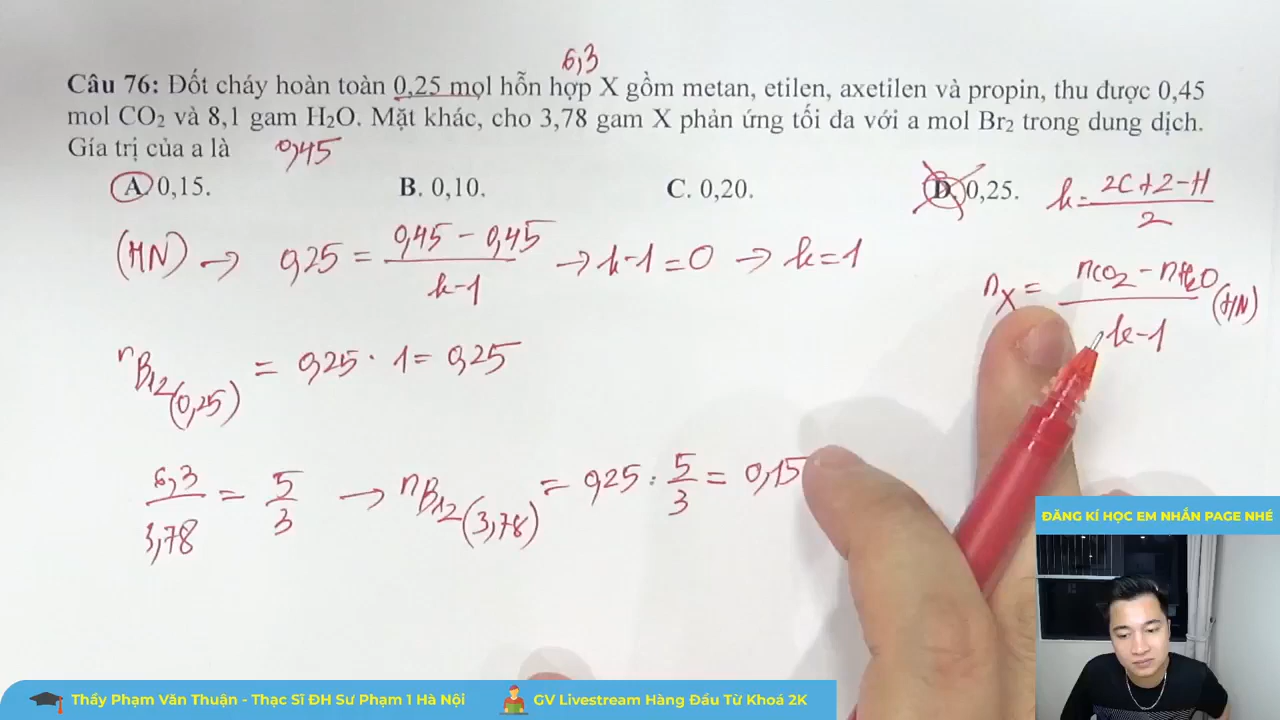 6,3
Câu 76: Đốt cháy hoàn toàn 0,25 mol hỗn hợp X gồm metan, etilen, axetilen và propin, thu được 0,45
mol CO₂ và 8,1 gam H₂O. Mặt khác, cho 3,78 gam X phản ứng tối đa với a mol Br₂ trong dung dịch.
Gía trị của a là 0,45
A. 0,15. B. 0,10. C. 0,20. D. 0,25.
k = (2C+2-H)/2
(HN) → 0,25 = (0,45 - 0,45)/(k-1) → k-1 = 0 → k = 1
nX = (nCO₂ - nH₂O)/(k-1) (HN)
nBr₂(0,25) = 0,25 . 1 = 0,25
6,3/3,78 = 5/3 → nBr₂(3,78) = 0,25 : 5/3 = 0,15
ĐĂNG KÍ HỌC EM NHẮN PAGE NHÉ
Thầy Phạm Văn Thuận - Thạc Sĩ ĐH Sư Phạm 1 Hà Nội
GV Livestream Hàng Đầu Từ Khoá 2K